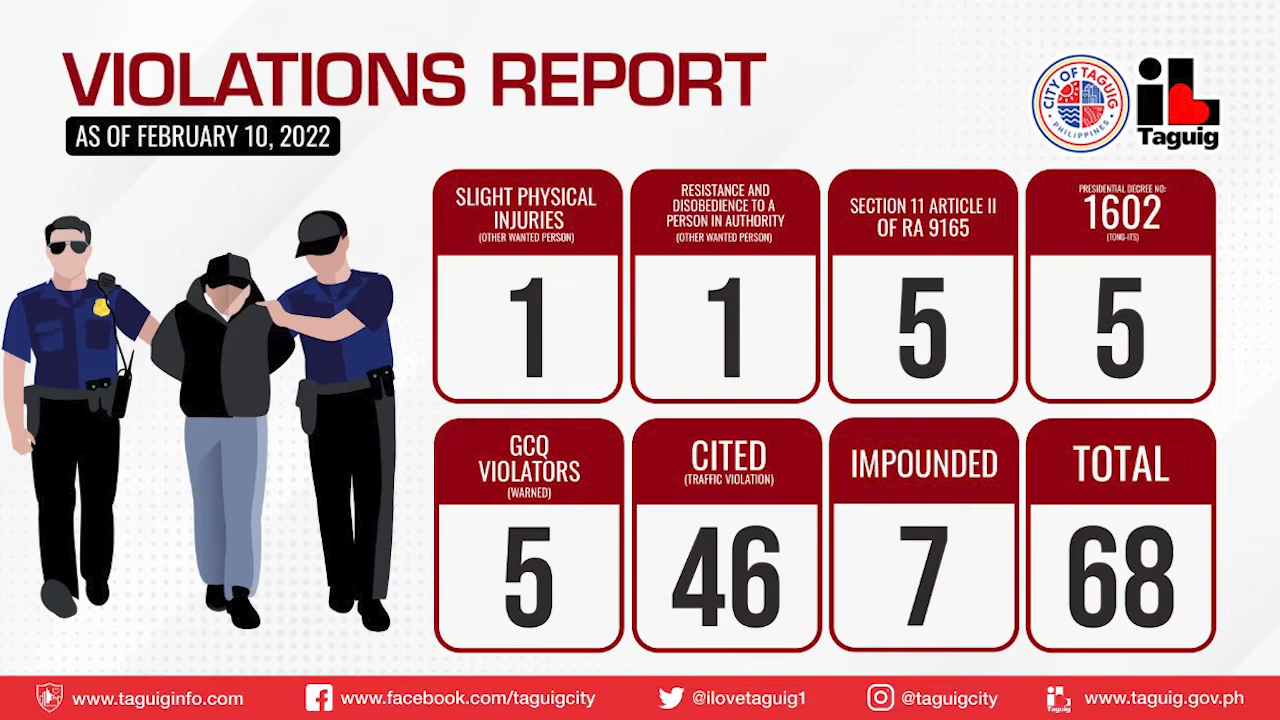 VIOLATIONS REPORT
AS OF FEBRUARY 10, 2022
CITY OF TAGUIG
PHILIPPINES
iL
Taguig
SLIGHT PHYSICAL
INJURIES
(OTHER WANTED PERSON)
1
RESISTANCE AND
DISOBEDIENCE TO A
PERSON IN AUTHORITY
(OTHER WANTED PERSON)
1
SECTION 11 ARTICLE II
OF RA 9165
5
PRESIDENTIAL DECREE NO:
1602
(TONG-ITS)
5
GCQ
VIOLATORS
(WARNED)
5
CITED
(TRAFFIC VIOLATION)
46
IMPOUNDED
7
TOTAL
68
www.taguiginfo.com
www.facebook.com/taguigcity
@ilovetaguig1
@taguigcity
iL
Taguig
www.taguig.gov.ph